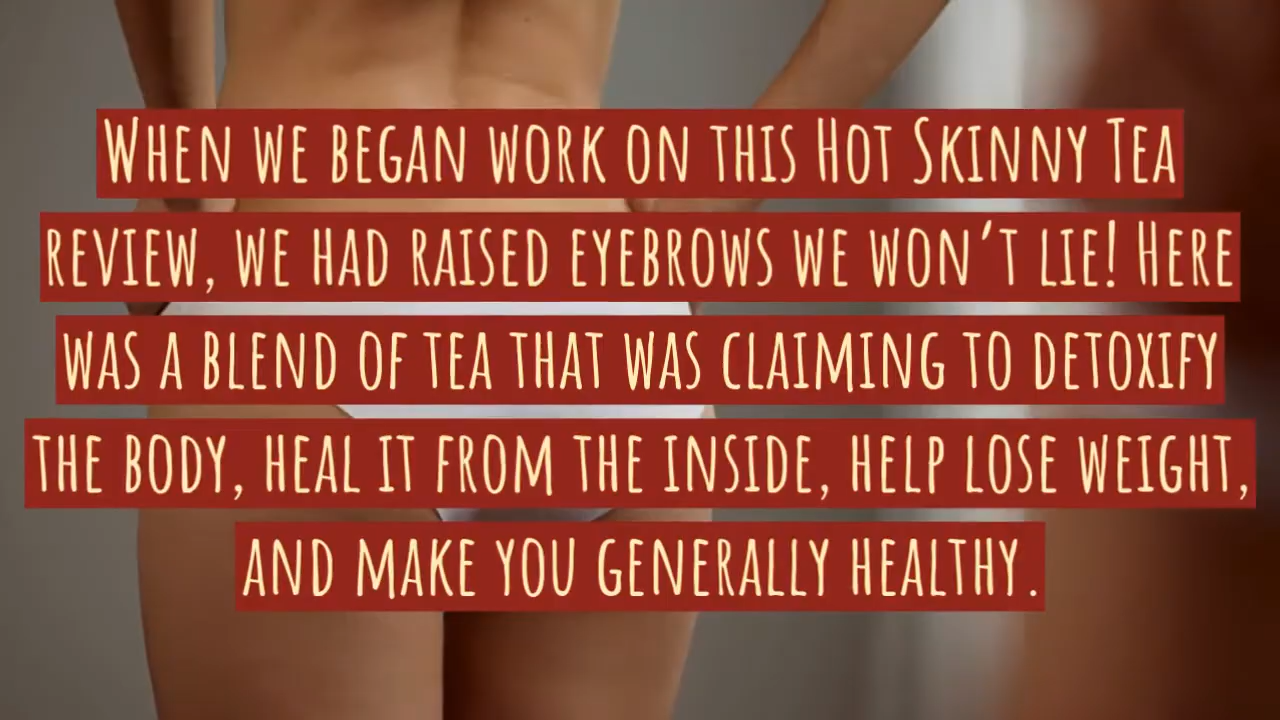 When we began work on this Hot Skinny Tea
review, we had raised eyebrows we won't lie! Here
was a blend of tea that was claiming to detoxify
the body, heal it from the inside, help lose weight,
and make you generally healthy.